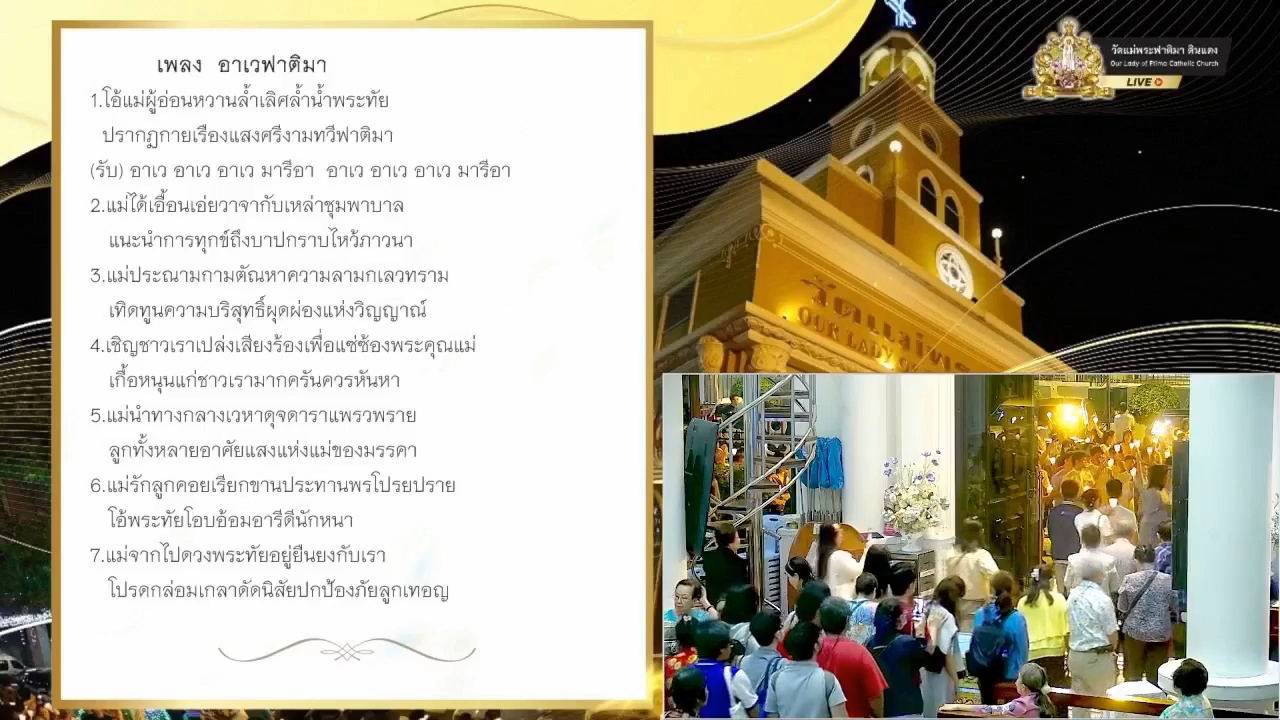 เพลง อาเวฟาติมา
1.โอ้แม่ผู้อ่อนหวานล้ำเลิศล้ำน้ำพระทัย
ปรากฏกายเรืองแสงศรีงามทวีฟาติมา
(รับ) อาเว อาเว อาเว มารีอา อาเว อาเว อาเว มารีอา
2.แม่ได้เอื้อนเอ่ยวาจากับเหล่าชุมพาบาล
แนะนำการทุกข์ถึงบาปกราบไหว้ภาวนา
3.แม่ประณามกามตัณหาความลามกเลวทราม
เทิดทูนความบริสุทธิ์ผุดผ่องแห่งวิญญาณ์
4.เชิญชาวเราเปล่งเสียงร้องเพื่อแซ่ซ้องพระคุณแม่
เกื้อหนุนแก่ชาวเรามากครันควรหันหา
5.แม่นำทางกลางเวหาดุจดาราแพรวพราย
ลูกทั้งหลายอาศัยแสงแห่งแม่ของมรรคา
6.แม่รักลูกคอยเรียกขานประทานพรโปรยปราย
โอ้พระทัยโอบอ้อมอารีดีนักหนา
7.แม่จากไปดวงพระทัยอยู่ยืนยงกับเรา
โปรดกล่อมเกลาดัดนิสัยปกป้องภัยลูกเทอญ
วัดแม่พระฟาติมา ดินแดง
Our Lady of Ftima Catholic Church
LIVE
วัดแม่พระ
OUR LADY